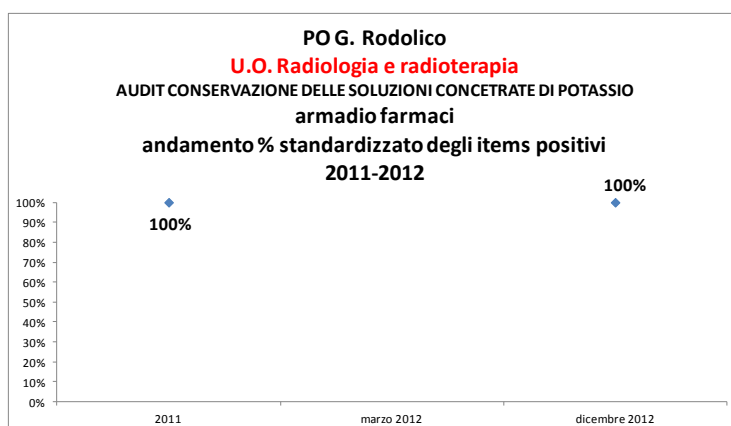 PO G. Rodolico
U.O. Radiologia e radioterapia
AUDIT CONSERVAZIONE DELLE SOLUZIONI CONCETRATE DI POTASSIO
armadio farmaci
andamento % standardizzato degli items positivi
2011-2012
100%
100%
100%
90%
80%
70%
60%
50%
40%
30%
20%
10%
0%
2011 marzo 2012 dicembre 2012